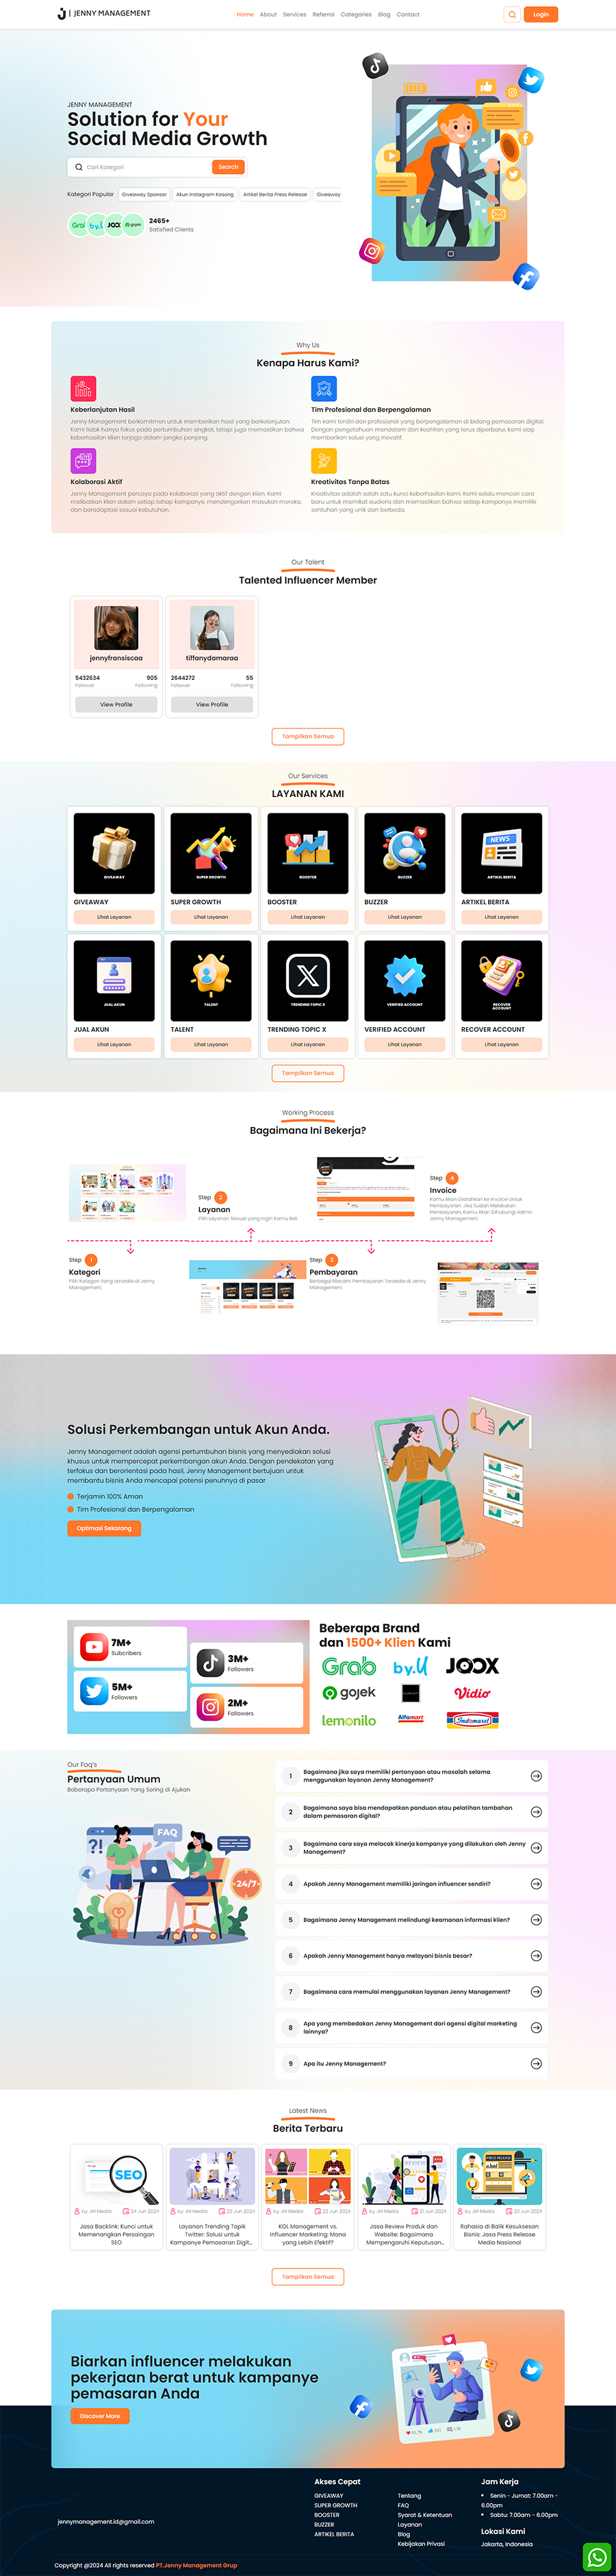 J | JENNY MANAGEMENT
Home About Services Referral Categories Blog Contact
Login
JENNY MANAGEMENT
Solution for Your
Social Media Growth
Cari Kategori
Search
Kategori Popular
Giveaway Sponsor
Akun Instagram Kosong
Artikel Berita Press Release
Giveaway
Grab
by.U
JOOX
gojek
2465+
Satisfied Clients
Why Us
Kenapa Harus Kami?
Keberlanjutan Hasil
Jenny Management berkomitmen untuk memberikan hasil yang berkelanjutan.
Kami tidak hanya fokus pada pertumbuhan singkat, tetapi juga memastikan bahwa
keberhasilan klien terjaga dalam jangka panjang.
Tim Profesional dan Berpengalaman
Tim kami terdiri dari profesional yang berpengalaman di bidang pemasaran digital.
Dengan pengetahuan mendalam dan keahlian yang terus diperbarui, kami siap
memberikan solusi yang inovatif.
Kolaborasi Aktif
Jenny Management percaya pada kolaborasi yang aktif dengan klien. Kami
melibatkan klien dalam setiap tahap kampanye, mendengarkan masukan mereka,
dan beradaptasi sesuai kebutuhan.
Kreativitas Tanpa Batas
Kreativitas adalah salah satu kunci keberhasilan kami. Kami selalu mencari cara
baru untuk memikat audiens dan memastikan bahwa setiap kampanye memiliki
sentuhan yang unik dan berbeda.
Our Talent
Talented Influencer Member
jennyfransiscaa
5432634 905
Follower Following
View Profile
tiffanydamaraa
2644272 55
Follower Following
View Profile
Tampilkan Semua
Our Services
LAYANAN KAMI
GIVEAWAY
GIVEAWAY
Lihat Layanan
SUPER GROWTH
SUPER GROWTH
Lihat Layanan
BOOSTER
BOOSTER
Lihat Layanan
BUZZER
BUZZER
Lihat Layanan
NEWS
ARTIKEL BERITA
ARTIKEL BERITA
Lihat Layanan
JUAL AKUN
JUAL AKUN
Lihat Layanan
TALENT
TALENT
Lihat Layanan
TRENDING TOPIC X
TRENDING TOPIC X
Lihat Layanan
VERIFIED ACCOUNT
VERIFIED ACCOUNT
Lihat Layanan
RECOVER
ACCOUNT
RECOVER ACCOUNT
Lihat Layanan
Tampilkan Semua
Working Process
Bagaimana Ini Bekerja?
Step 1
Kategori
Pilih Kategori Yang tersedia di Jenny
Management
Step 2
Layanan
Pilih Layanan Sesuai yang Ingin Kamu Beli
Step 3
Pembayaran
Berbagai Macam Pembayaran Tersedia di Jenny
Management
Step 4
Invoice
Kamu Akan Diarahkan ke Invoice Untuk
Pembayaran. Jika Sudah Melakukan
Pembayaran, Kamu Akan Dihubungi Admin
Jenny Management
Solusi Perkembangan untuk Akun Anda.
Jenny Management adalah agensi pertumbuhan bisnis yang menyediakan solusi
khusus untuk mempercepat perkembangan akun Anda. Dengan pendekatan yang
terfokus dan berorientasi pada hasil, Jenny Management bertujuan untuk
membantu bisnis Anda mencapai potensi penuhnya di pasar
Terjamin 100% Aman
Tim Profesional dan Berpengalaman
Optimasi Sekarang
7M+
Subcribers
3M+
Followers
5M+
Followers
2M+
Followers
Beberapa Brand
dan 1500+ Klien Kami
Grab by.U JOOX
gojek Vidio
lemonilo Alfamart Indomaret
Our Faq's
Pertanyaan Umum
Beberapa Pertanyaan Yang Sering di Ajukan
FAQ
24/7
1 Bagaimana jika saya memiliki pertanyaan atau masalah selama
menggunakan layanan Jenny Management?
2 Bagaimana saya bisa mendapatkan panduan atau pelatihan tambahan
dalam pemasaran digital?
3 Bagaimana cara saya melacak kinerja kampanye yang dilakukan oleh Jenny
Management?
4 Apakah Jenny Management memiliki jaringan influencer sendiri?
5 Bagaimana Jenny Management melindungi keamanan informasi klien?
6 Apakah Jenny Management hanya melayani bisnis besar?
7 Bagaimana cara memulai menggunakan layanan Jenny Management?
8 Apa yang membedakan Jenny Management dari agensi digital marketing
lainnya?
9 Apa itu Jenny Management?
Latest News
Berita Terbaru
SEO
by JM Media 24 Jun 2024
Jasa Backlink: Kunci untuk
Memenangkan Persaingan
SEO
by JM Media 23 Jun 2024
Layanan Trending Topik
Twitter: Solusi untuk
Kampanye Pemasaran Digit...
by JM Media 22 Jun 2024
KOL Management vs.
Influencer Marketing: Mana
yang Lebih Efektif?
REVIEW
by JM Media 21 Jun 2024
Jasa Review Produk dan
Website: Bagaimana
Mempengaruhi Keputusan...
PRESS RELEASE
by JM Media 20 Jun 2024
Rahasia di Balik Kesuksesan
Bisnis: Jasa Press Release
Media Nasional
Tampilkan Semua
Biarkan influencer melakukan
pekerjaan berat untuk kampanye
pemasaran Anda
Discover More
jennymanagement.id@gmail.com
Akses Cepat
GIVEAWAY
SUPER GROWTH
BOOSTER
BUZZER
ARTIKEL BERITA
Tentang
FAQ
Syarat & Ketentuan
Layanan
Blog
Kebijakan Privasi
Jam Kerja
Senin - Jumat: 7.00am -
6.00pm
Sabtu: 7.00am - 6.00pm
Lokasi Kami
Jakarta, Indonesia
Copyright @2024 All rights reserved PT.Jenny Management Grup